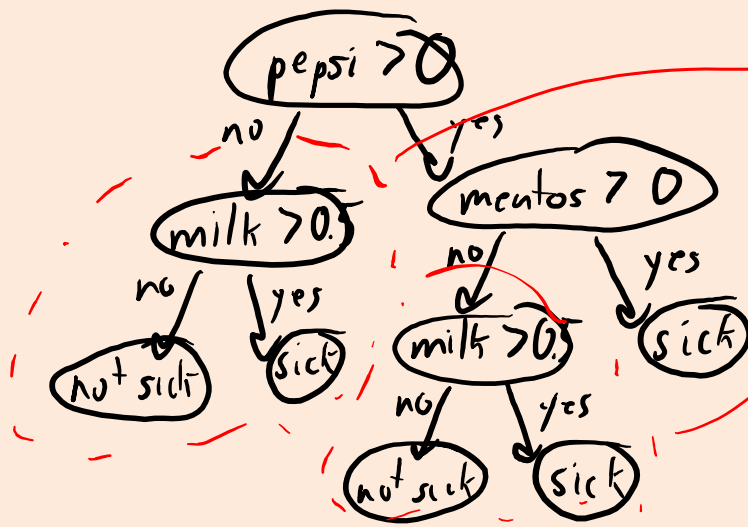 pepsi > 0
no
yes
milk > 0.5
mentos > 0
no
yes
no
yes
not sick
sick
milk > 0.5
sick
no
yes
not sick
sick